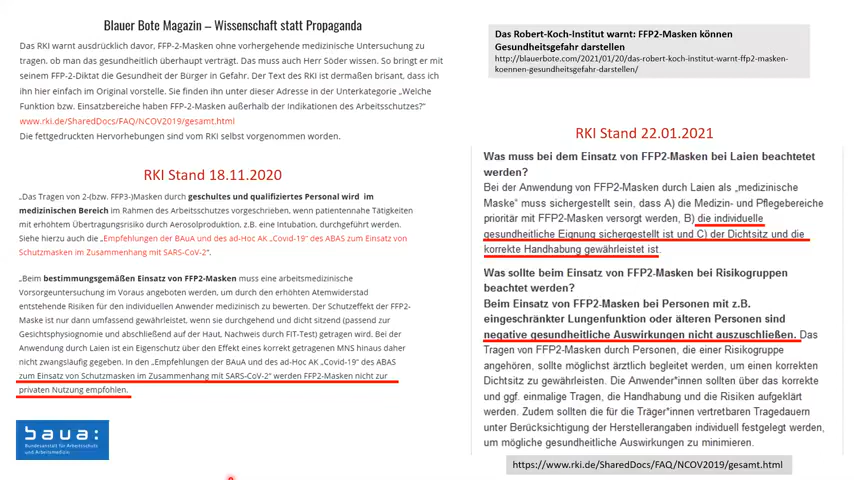 Blauer Bote Magazin – Wissenschaft statt Propaganda
Das RKI warnt ausdrücklich davor, FFP-2-Masken ohne vorhergehende medizinische Untersuchung zu
tragen, ob man das gesundheitlich überhaupt verträgt. Das muss auch Herr Söder wissen. So bringt er mit
seinem FFP-2-Diktat die Gesundheit der Bürger in Gefahr. Der Text des RKI ist dermaßen brisant, dass ich
ihn hier einfach im Original vorstelle. Sie finden ihn unter dieser Adresse in der Unterkategorie „Welche
Funktion bzw. Einsatzbereiche haben FFP-2-Masken außerhalb der Indikationen des Arbeitsschutzes?“
www.rki.de/SharedDocs/FAQ/NCOV2019/gesamt.html
Die fettgedruckten Hervorhebungen sind vom RKI selbst vorgenommen worden.
RKI Stand 18.11.2020
„Das Tragen von 2-(bzw. FFP3-)Masken durch geschultes und qualifiziertes Personal wird im
medizinischen Bereich im Rahmen des Arbeitsschutzes vorgeschrieben, wenn patientennahe Tätigkeiten
mit erhöhtem Übertragungsrisiko durch Aerosolproduktion, z.B. eine Intubation, durchgeführt werden.
Siehe hierzu auch die „Empfehlungen der BAuA und des ad-Hoc AK „Covid-19“ des ABAS zum Einsatz von
Schutzmasken im Zusammenhang mit SARS-CoV-2“.
„Beim bestimmungsgemäßen Einsatz von FFP2-Masken muss eine arbeitsmedizinische
Vorsorgeuntersuchung im Voraus angeboten werden, um durch den erhöhten Atemwiderstad
entstehende Risiken für den individuellen Anwender medizinisch zu bewerten. Der Schutzeffekt der FFP2-
Maske ist nur dann umfassend gewährleistet, wenn sie durchgehend und dicht sitzend (passend zur
Gesichtsphysiognomie und abschließend auf der Haut, Nachweis durch FIT-Test) getragen wird. Bei der
Anwendung durch Laien ist ein Eigenschutz über den Effekt eines korrekt getragenen MNS hinaus daher
nicht zwangsläufig gegeben. In den „Empfehlungen der BAuA und des ad-Hoc AK „Covid-19“ des ABAS
zum Einsatz von Schutzmasken im Zusammenhang mit SARS-CoV-2“ werden FFP2-Masken nicht zur
privaten Nutzung empfohlen.
baua:
Bundesanstalt für Arbeitsschutz
und Arbeitsmedizin
Das Robert-Koch-Institut warnt: FFP2-Masken können
Gesundheitsgefahr darstellen
http://blauerbote.com/2021/01/20/das-robert-koch-institut-warnt-ffp2-masken-
koennen-gesundheitsgefahr-darstellen/
RKI Stand 22.01.2021
Was muss bei dem Einsatz von FFP2-Masken bei Laien beachtetet
werden?
Bei der Anwendung von FFP2-Masken durch Laien als „medizinische
Maske“ muss sichergestellt sein, dass A) die Medizin- und Pflegebereiche
prioritär mit FFP2-Masken versorgt werden, B) die individuelle
gesundheitliche Eignung sichergestellt ist und C) der Dichtsitz und die
korrekte Handhabung gewährleistet ist.
Was sollte beim Einsatz von FFP2-Masken bei Risikogruppen
beachtet werden?
Beim Einsatz von FFP2-Masken bei Personen mit z.B.
eingeschränkter Lungenfunktion oder älteren Personen sind
negative gesundheitliche Auswirkungen nicht auszuschließen. Das
Tragen von FFP2-Masken durch Personen, die einer Risikogruppe
angehören, sollte möglichst ärztlich begleitet werden, um einen korrekten
Dichtsitz zu gewährleisten. Die Anwender*innen sollten über das korrekte
und ggf. einmalige Tragen, die Handhabung und die Risiken aufgeklärt
werden. Zudem sollten die für die Träger*innen vertretbaren Tragedauern
unter Berücksichtigung der Herstellerangaben individuell festgelegt werden,
um mögliche gesundheitliche Auswirkungen zu minimieren.
https://www.rki.de/SharedDocs/FAQ/NCOV2019/gesamt.html